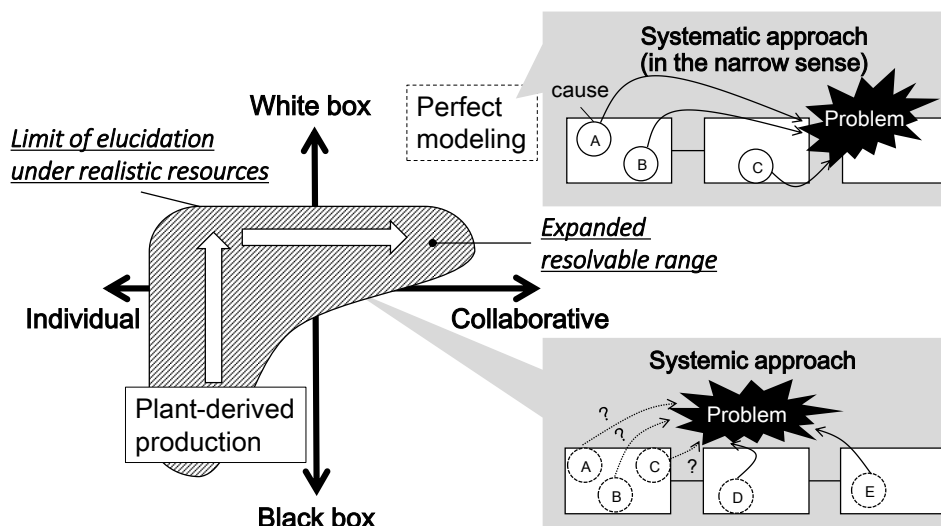 Systematic approach
(in the narrow sense)
cause
A
B
C
Problem
Perfect
modeling
White box
Limit of elucidation
under realistic resources
Expanded
resolvable range
Individual
Collaborative
Plant-derived
production
Black box
Systemic approach
Problem
?
?
?
A
B
C
D
E